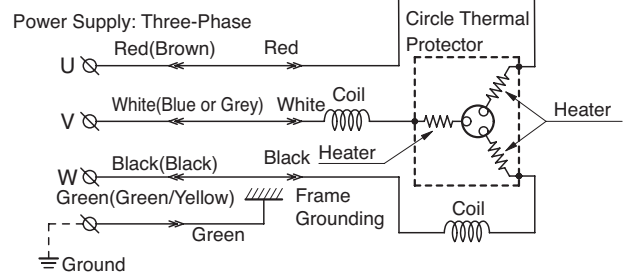 Power Supply: Three-Phase
Circle Thermal
Protector
Red(Brown) Red
U
White(Blue or Grey) White Coil
V
Heater
Black(Black) Black Heater
W
Green(Green/Yellow) Frame
Grounding
Coil
Green
Ground